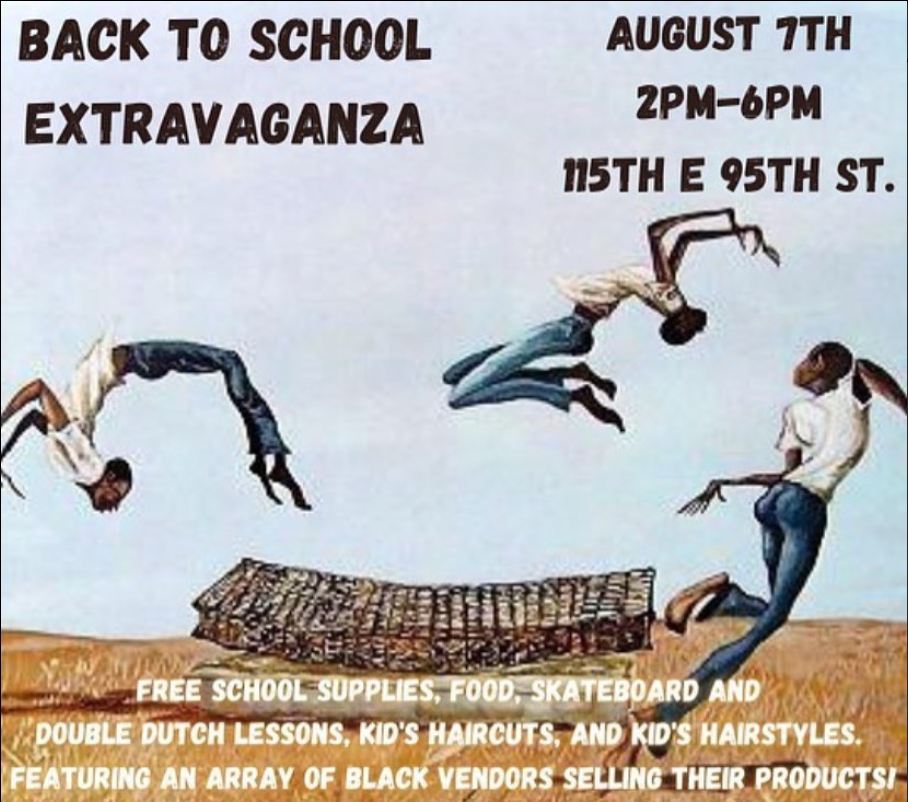 BACK TO SCHOOL
EXTRAVAGANZA
AUGUST 7TH
2PM-6PM
115TH E 95TH ST.
FREE SCHOOL SUPPLIES, FOOD, SKATEBOARD AND
DOUBLE DUTCH LESSONS, KID'S HAIRCUTS, AND KID'S HAIRSTYLES.
FEATURING AN ARRAY OF BLACK VENDORS SELLING THEIR PRODUCTS!